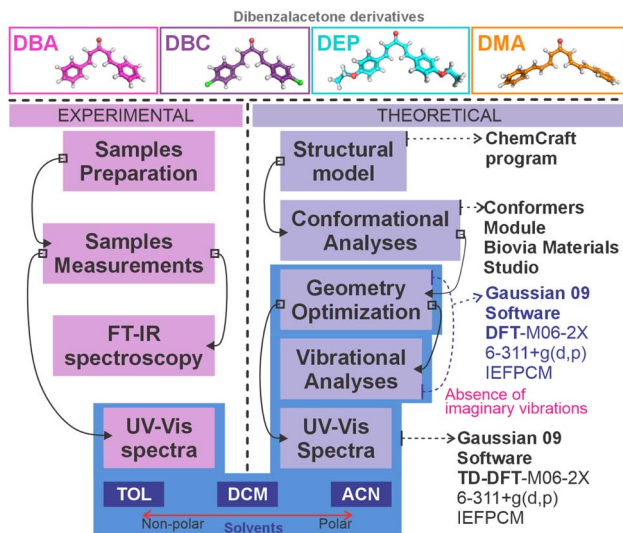 Dibenzalacetone derivatives
DBA
DBC
DEP
DMA
EXPERIMENTAL
THEORETICAL
Samples
Preparation
Structural
model
ChemCraft
program
Samples
Measurements
Conformational
Analyses
Conformers
Module
Biovia Materials
Studio
Geometry
Optimization
Gaussian 09
Software
DFT-M06-2X
6-311+g(d,p)
IEFPCM
FT-IR
spectroscopy
Vibrational
Analyses
Absence of
imaginary vibrations
UV-Vis
spectra
UV-Vis
Spectra
Gaussian 09
Software
TD-DFT-M06-2X
6-311+g(d,p)
IEFPCM
TOL
DCM
ACN
Non-polar
Solvents
Polar